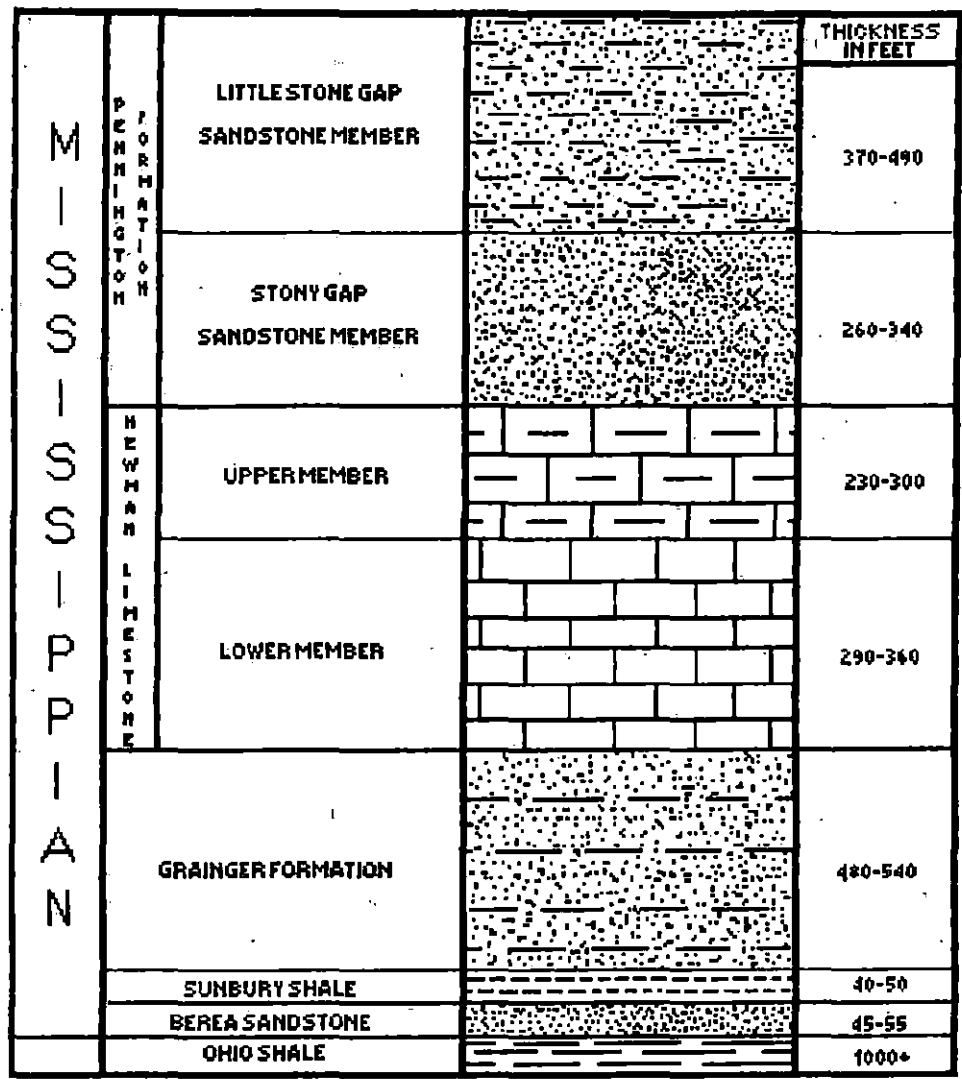 THICKNESS
IN FEET
MISSISSIPPIAN
PENNINGTON
FORMATION
LITTLE STONE GAP
SANDSTONE MEMBER
370-490
STONY GAP
SANDSTONE MEMBER
260-340
NEWMAN LIMESTONE
UPPER MEMBER
230-300
LOWER MEMBER
290-360
GRAINGER FORMATION
480-540
SUNBURY SHALE
40-50
BEREA SANDSTONE
45-55
OHIO SHALE
1000+